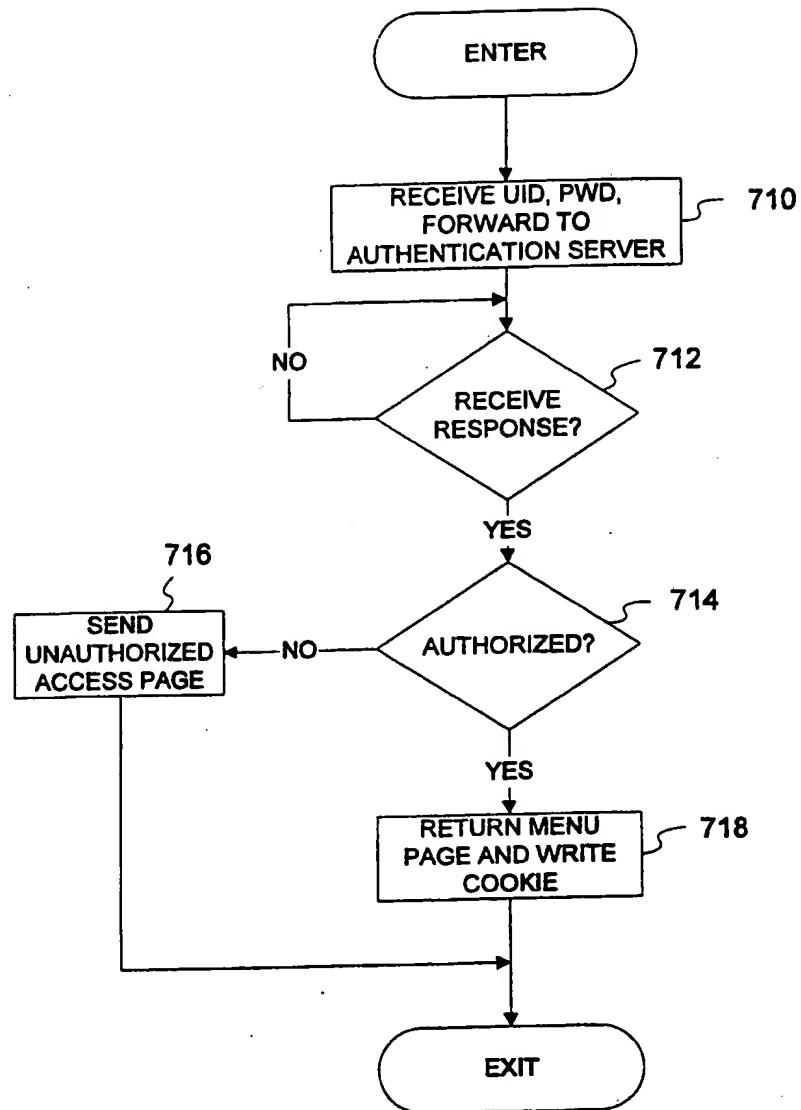 ENTER
RECEIVE UID, PWD,
FORWARD TO
AUTHENTICATION SERVER
710
NO
712
RECEIVE
RESPONSE?
YES
716
714
SEND
UNAUTHORIZED
ACCESS PAGE
NO
AUTHORIZED?
YES
RETURN MENU
PAGE AND WRITE
COOKIE
718
EXIT